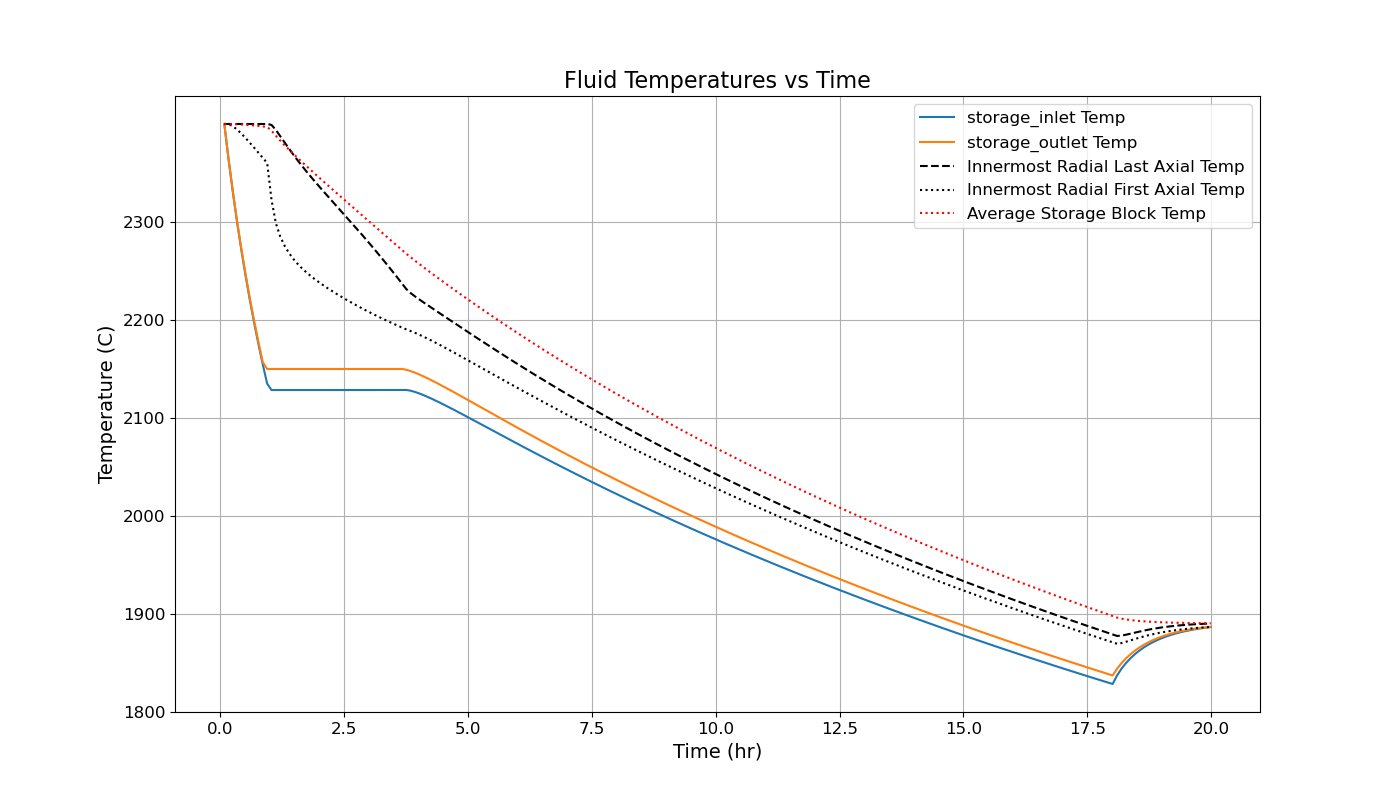 Fluid Temperatures vs Time
storage_inlet Temp
storage_outlet Temp
Innermost Radial Last Axial Temp
Innermost Radial First Axial Temp
Average Storage Block Temp
Temperature (C)
2300
2200
2100
2000
1900
1800
0.0 2.5 5.0 7.5 10.0 12.5 15.0 17.5 20.0
Time (hr)